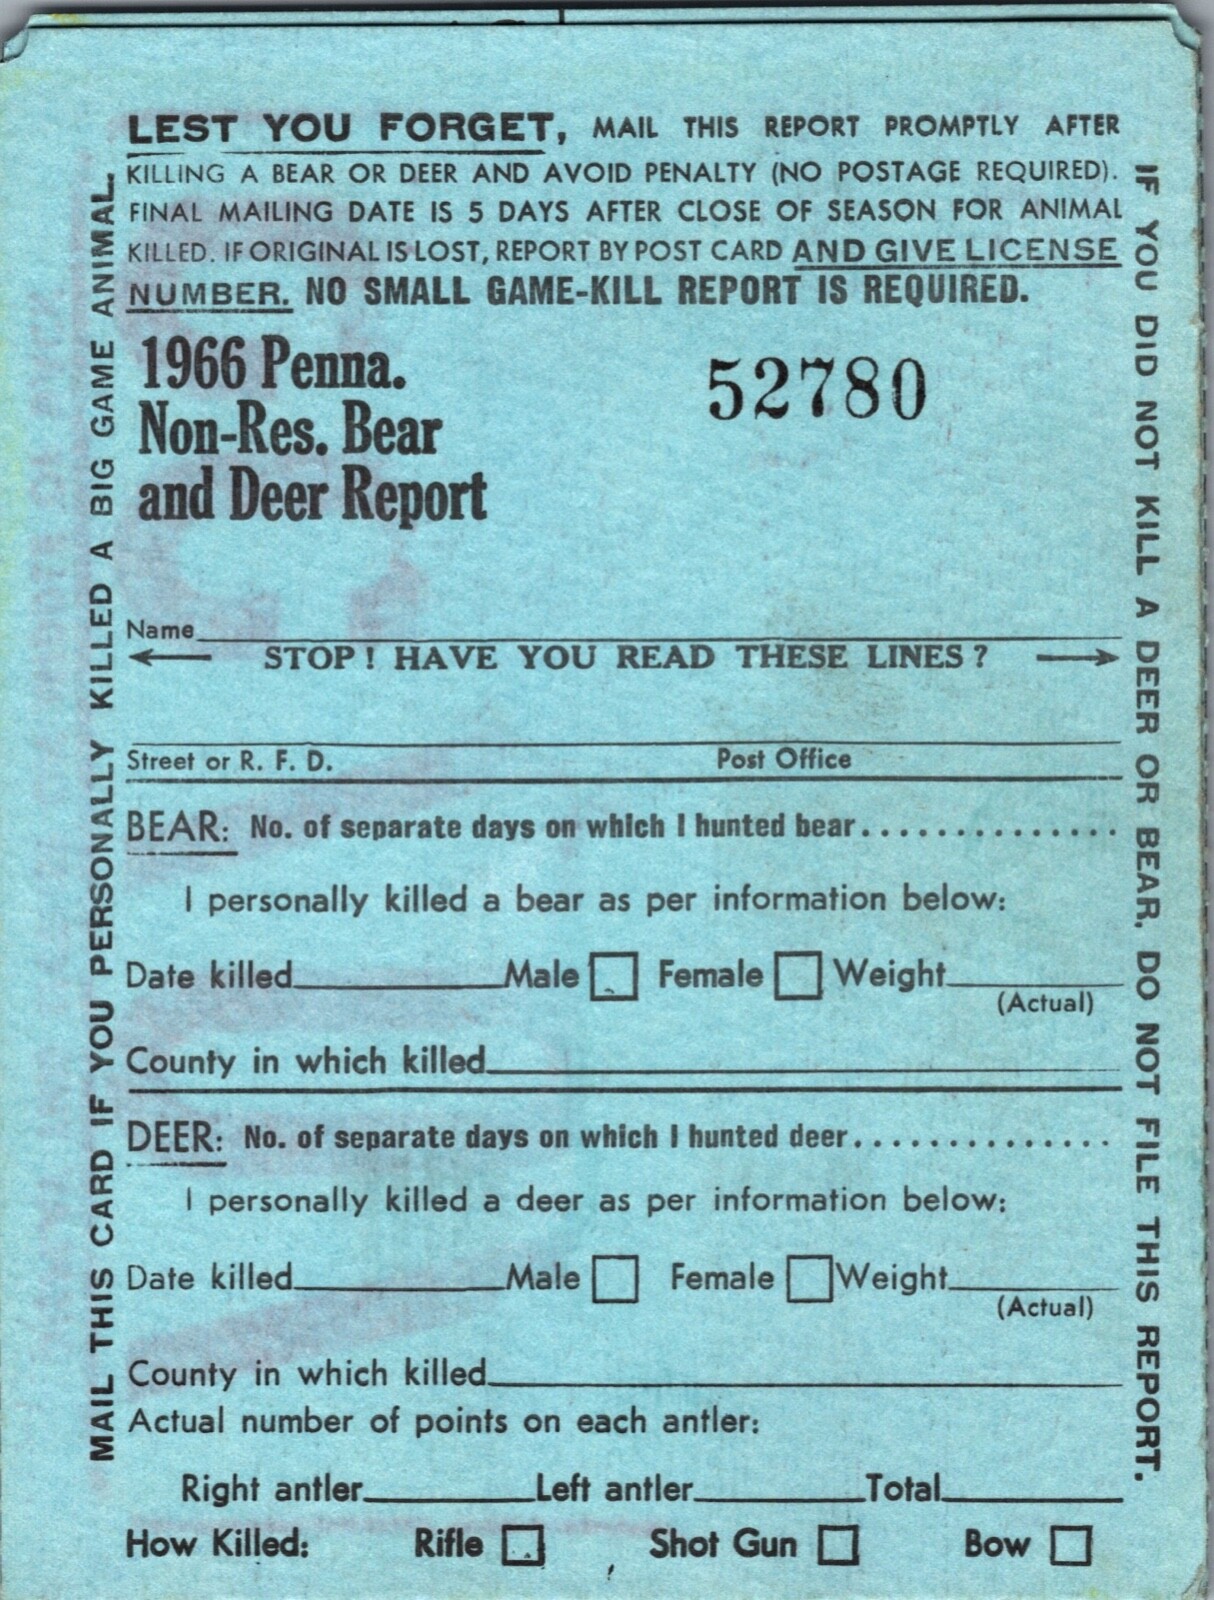 LEST YOU FORGET, MAIL THIS REPORT PROMPTLY AFTER
KILLING A BEAR OR DEER AND AVOID PENALTY (NO POSTAGE REQUIRED).
FINAL MAILING DATE IS 5 DAYS AFTER CLOSE OF SEASON FOR ANIMAL
KILLED. IF ORIGINAL IS LOST, REPORT BY POST CARD AND GIVE LICENSE
NUMBER. NO SMALL GAME-KILL REPORT IS REQUIRED.
1966 Penna.
Non-Res. Bear
and Deer Report
52780
Name
STOP! HAVE YOU READ THESE LINES?
Street or R. F. D. Post Office
BEAR: No. of separate days on which I hunted bear..............
I personally killed a bear as per information below:
Date killed Male Female Weight
(Actual)
County in which killed
DEER: No. of separate days on which I hunted deer..............
I personally killed a deer as per information below:
Date killed Male Female Weight
(Actual)
County in which killed
Actual number of points on each antler:
Right antler Left antler Total
How Killed: Rifle Shot Gun Bow
MAIL THIS CARD IF YOU PERSONALLY KILLED A BIG GAME ANIMAL.
IF YOU DID NOT KILL A DEER OR BEAR, DO NOT FILE THIS REPORT.